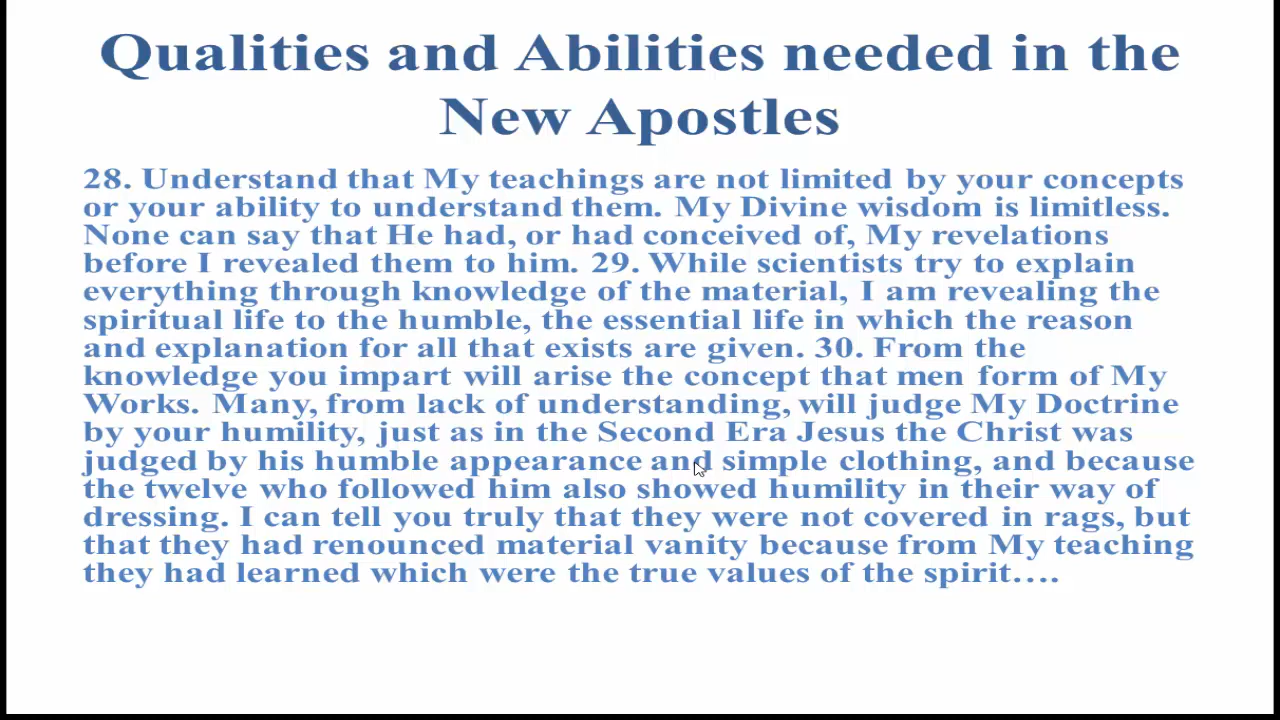 Qualities and Abilities needed in the
New Apostles
28. Understand that My teachings are not limited by your concepts
or your ability to understand them. My Divine wisdom is limitless.
None can say that He had, or had conceived of, My revelations
before I revealed them to him. 29. While scientists try to explain
everything through knowledge of the material, I am revealing the
spiritual life to the humble, the essential life in which the reason
and explanation for all that exists are given. 30. From the
knowledge you impart will arise the concept that men form of My
Works. Many, from lack of understanding, will judge My Doctrine
by your humility, just as in the Second Era Jesus the Christ was
judged by his humble appearance and simple clothing, and because
the twelve who followed him also showed humility in their way of
dressing. I can tell you truly that they were not covered in rags, but
that they had renounced material vanity because from My teaching
they had learned which were the true values of the spirit….